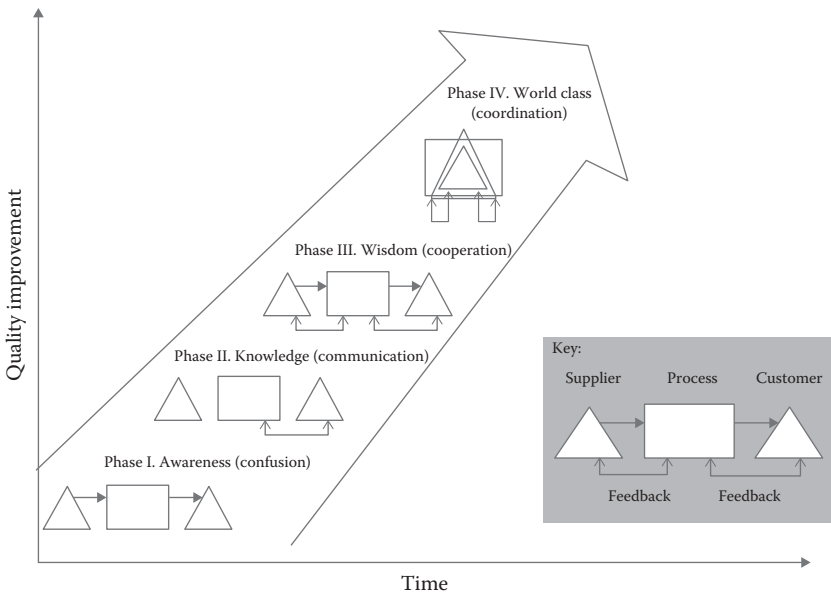 Quality improvement
Phase IV. World class
(coordination)
Phase III. Wisdom (cooperation)
Phase II. Knowledge (communication)
Phase I. Awareness (confusion)
Key:
Supplier Process Customer
Feedback Feedback
Time